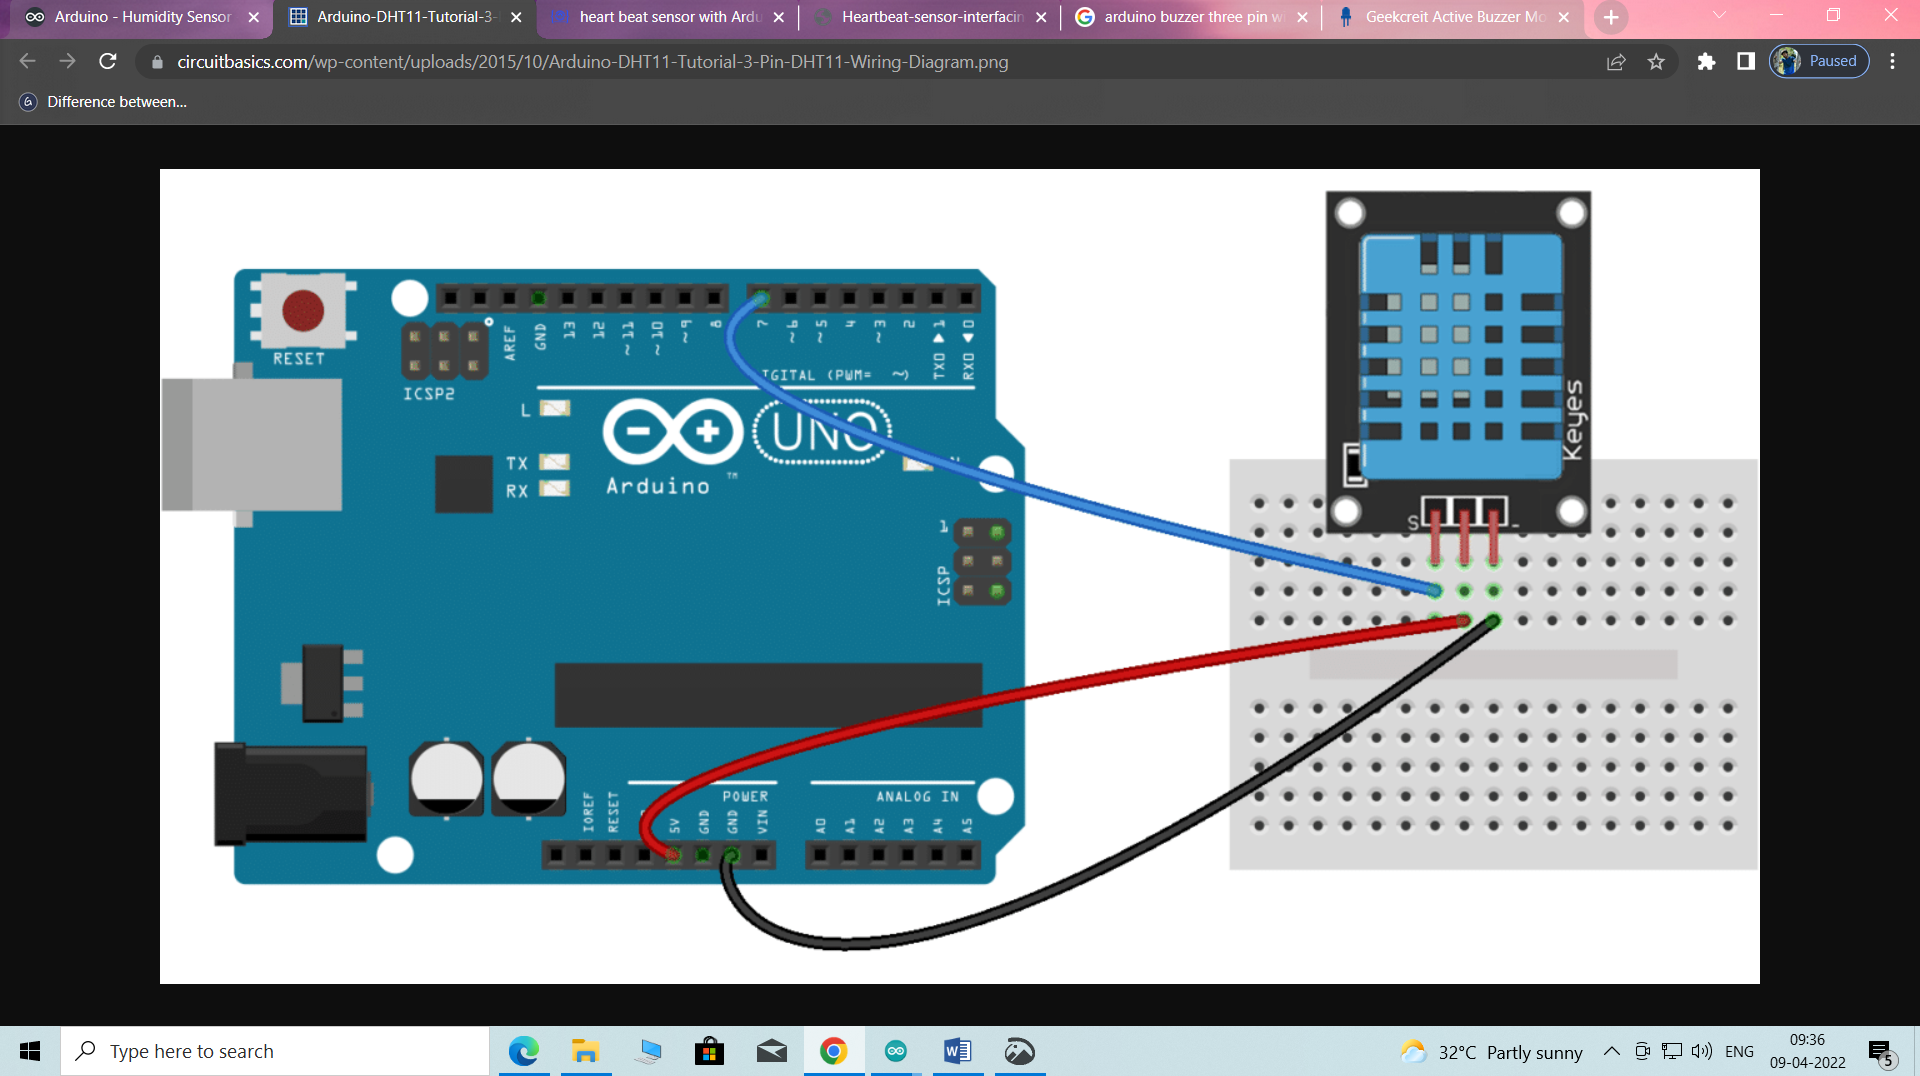 Arduino - Humidity Sensor
Arduino-DHT11-Tutorial-3-
heart beat sensor with Ardu
Heartbeat-sensor-interfacin
arduino buzzer three pin w
Geekcreit Active Buzzer Mo
circuitbasics.com/wp-content/uploads/2015/10/Arduino-DHT11-Tutorial-3-Pin-DHT11-Wiring-Diagram.png
Paused
Difference between...
RESET
ICSP2
AREF
GND
13
12
~11
~10
~9
8
7
~6
~5
4
~3
2
TX0 ▶ 1
RX0 ◀ 0
IGITAL (PWM= ~)
L
TX
RX
UNO
Arduino ™
1
ICSP
Keyes
S
-
IOREF
RESET
5V
GND
GND
VIN
POWER
ANALOG IN
A0
A1
A2
A3
A4
A5
Type here to search
32°C Partly sunny
ENG
09:36
09-04-2022
5